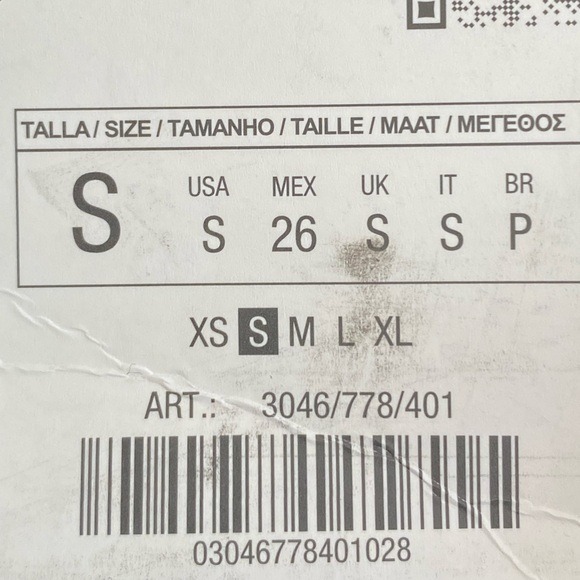 TALLA / SIZE / TAMANHO / TAILLE / MAAT / ΜΕΓΕΘΟΣ
S USA MEX UK IT BR
S 26 S S P
XS S M L XL
ART.: 3046/778/401
03046778401028